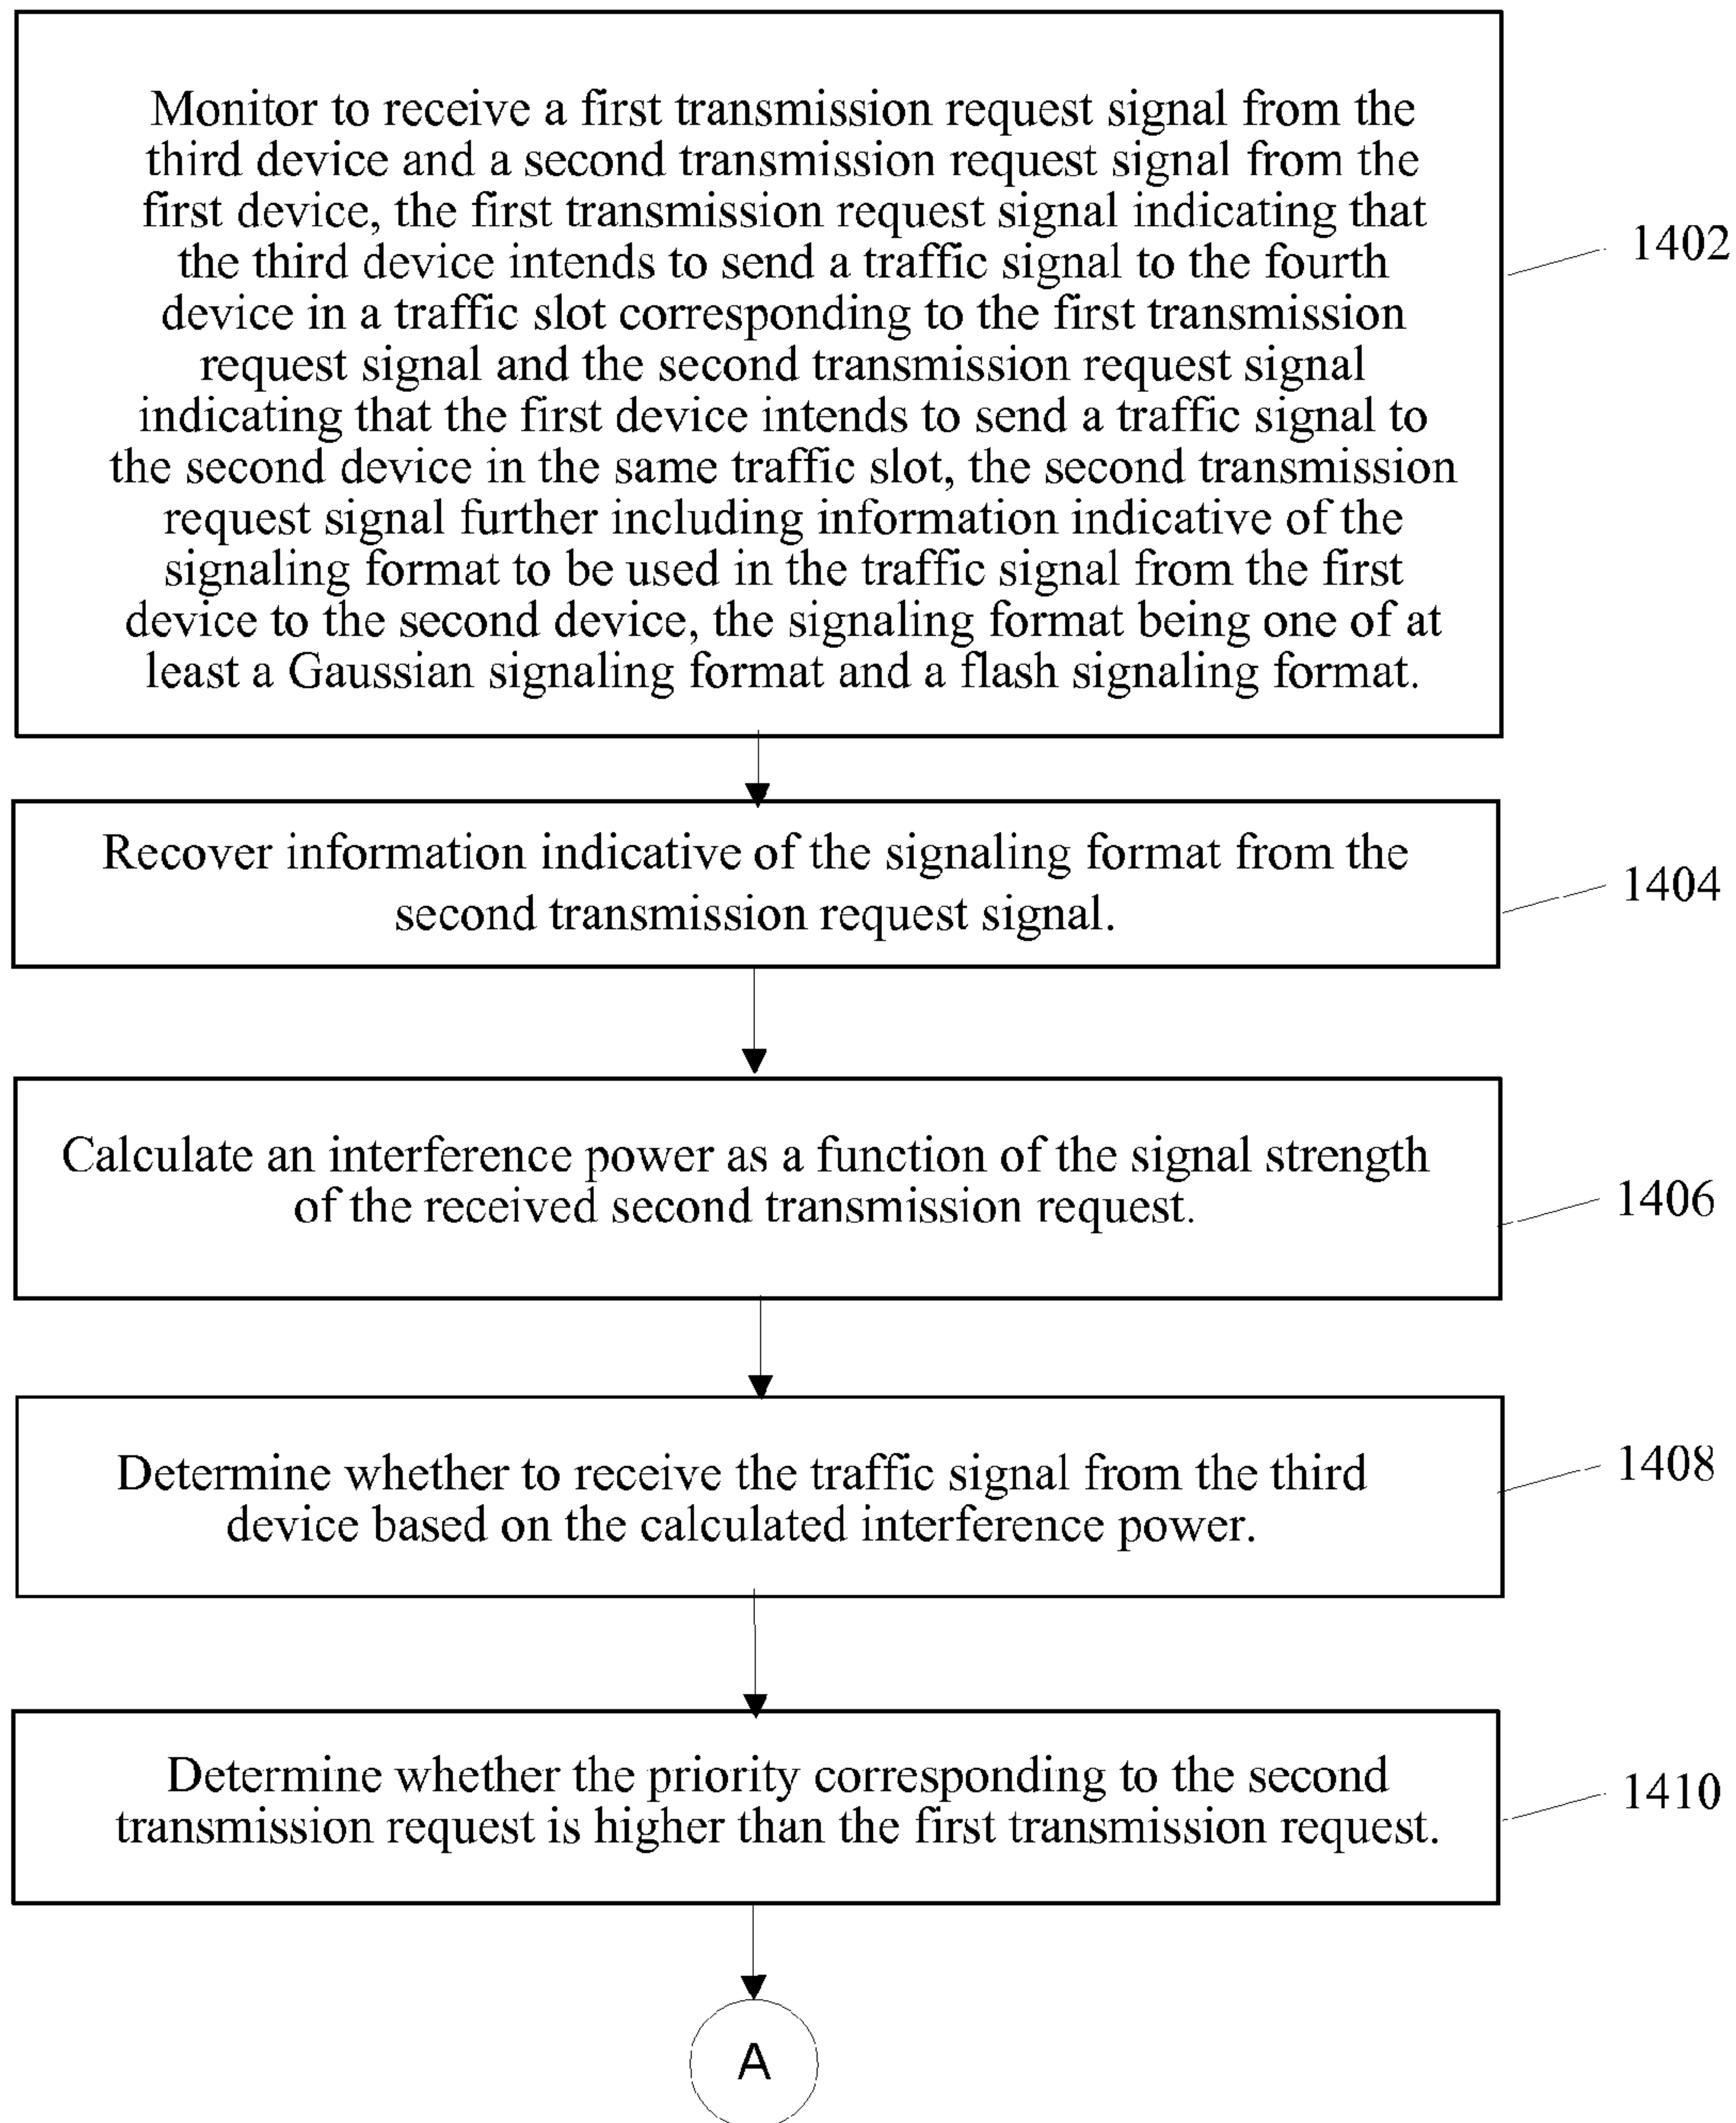 Monitor to receive a first transmission request signal from the
third device and a second transmission request signal from the
first device, the first transmission request signal indicating that
the third device intends to send a traffic signal to the fourth
device in a traffic slot corresponding to the first transmission
request signal and the second transmission request signal
indicating that the first device intends to send a traffic signal to
the second device in the same traffic slot, the second transmission
request signal further including information indicative of the
signaling format to be used in the traffic signal from the first
device to the second device, the signaling format being one of at
least a Gaussian signaling format and a flash signaling format.
1402
Recover information indicative of the signaling format from the
second transmission request signal.
1404
Calculate an interference power as a function of the signal strength
of the received second transmission request.
1406
Determine whether to receive the traffic signal from the third
device based on the calculated interference power.
1408
Determine whether the priority corresponding to the second
transmission request is higher than the first transmission request.
1410
A